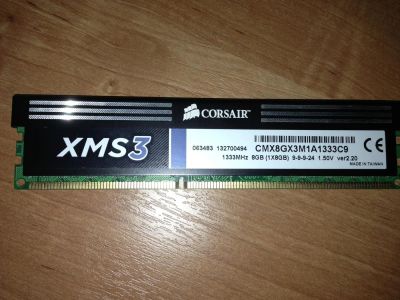 CORSAIR
XMS3
063483 132700494 CMX8GX3M1A1333C9
1333MHz 8GB (1X8GB) 9-9-9-24 1.50V ver2.20
MADE IN TAIWAN
CE